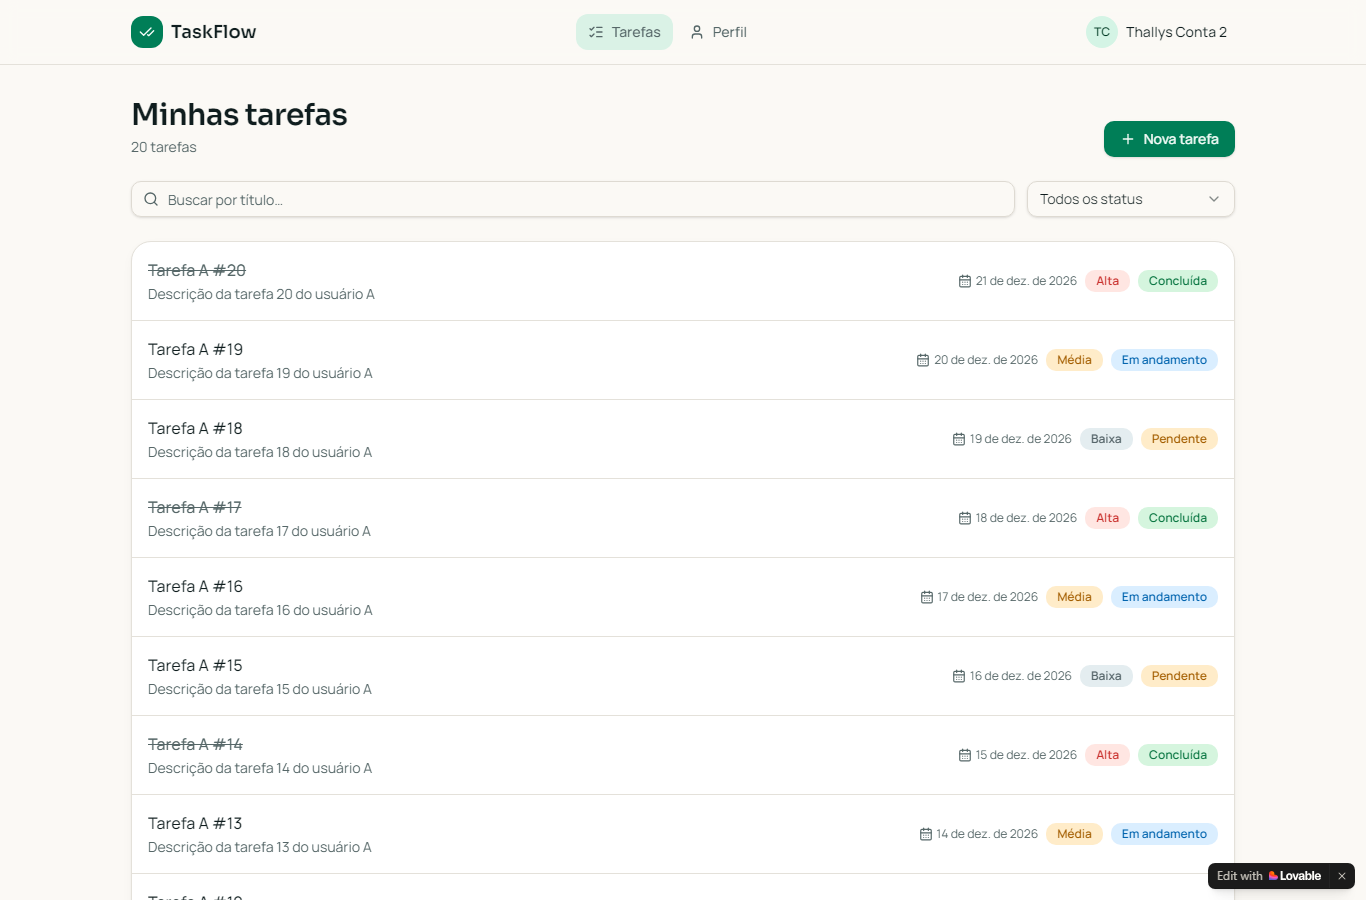 TaskFlow
Tarefas
Perfil
TC
Thallys Conta 2
Minhas tarefas
20 tarefas
Nova tarefa
Buscar por título...
Todos os status
Tarefa A #20
Descrição da tarefa 20 do usuário A
21 de dez. de 2026
Alta
Concluída
Tarefa A #19
Descrição da tarefa 19 do usuário A
20 de dez. de 2026
Média
Em andamento
Tarefa A #18
Descrição da tarefa 18 do usuário A
19 de dez. de 2026
Baixa
Pendente
Tarefa A #17
Descrição da tarefa 17 do usuário A
18 de dez. de 2026
Alta
Concluída
Tarefa A #16
Descrição da tarefa 16 do usuário A
17 de dez. de 2026
Média
Em andamento
Tarefa A #15
Descrição da tarefa 15 do usuário A
16 de dez. de 2026
Baixa
Pendente
Tarefa A #14
Descrição da tarefa 14 do usuário A
15 de dez. de 2026
Alta
Concluída
Tarefa A #13
Descrição da tarefa 13 do usuário A
14 de dez. de 2026
Média
Em andamento
Edit with Lovable